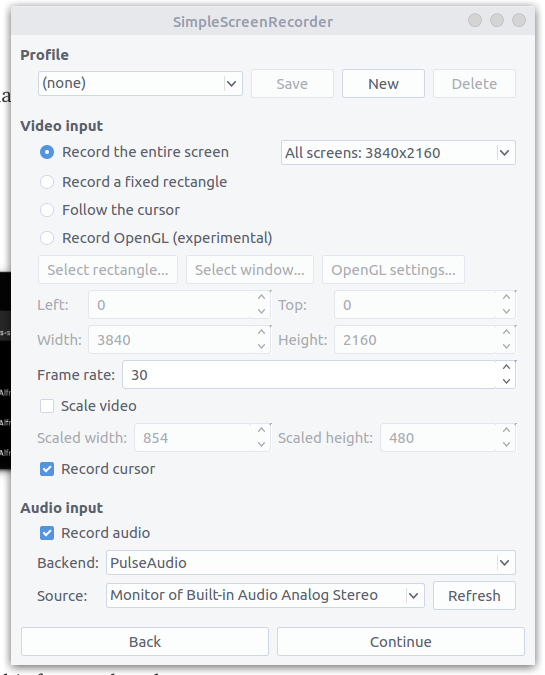 SimpleScreenRecorder
Profile
(none) Save New Delete
Video input
Record the entire screen All screens: 3840x2160
Record a fixed rectangle
Follow the cursor
Record OpenGL (experimental)
Select rectangle... Select window... OpenGL settings...
Left: 0 Top: 0
Width: 3840 Height: 2160
Frame rate: 30
Scale video
Scaled width: 854 Scaled height: 480
Record cursor
Audio input
Record audio
Backend: PulseAudio
Source: Monitor of Built-in Audio Analog Stereo Refresh
Back Continue